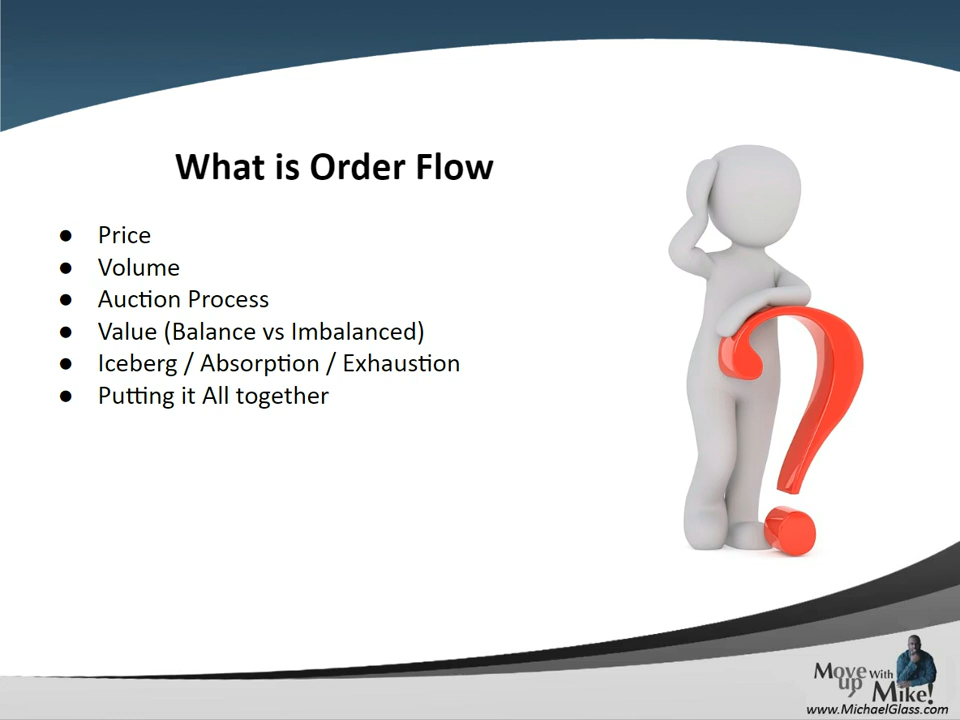 What is Order Flow
● Price
● Volume
● Auction Process
● Value (Balance vs Imbalanced)
● Iceberg / Absorption / Exhaustion
● Putting it All together
Move up With Mike!
www.MichaelGlass.com